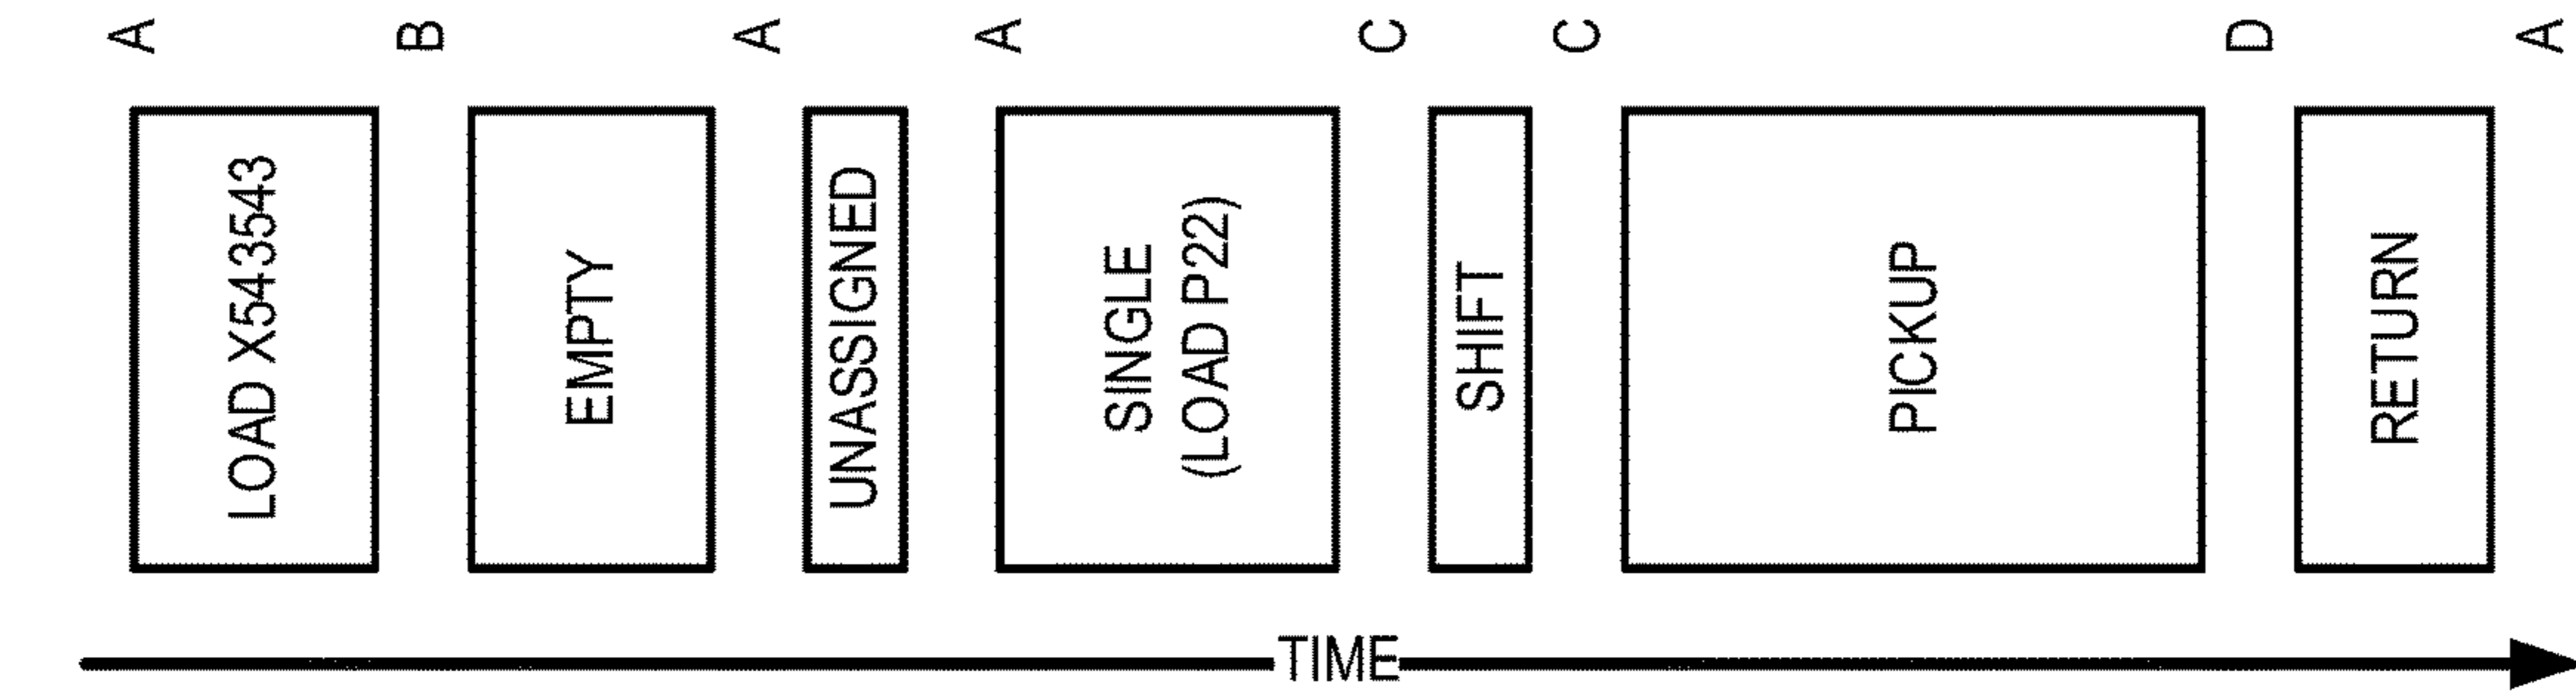 A
B
A
A
C
C
D
A
LOAD X543543
EMPTY
UNASSIGNED
SINGLE
(LOAD P22)
SHIFT
PICKUP
RETURN
TIME